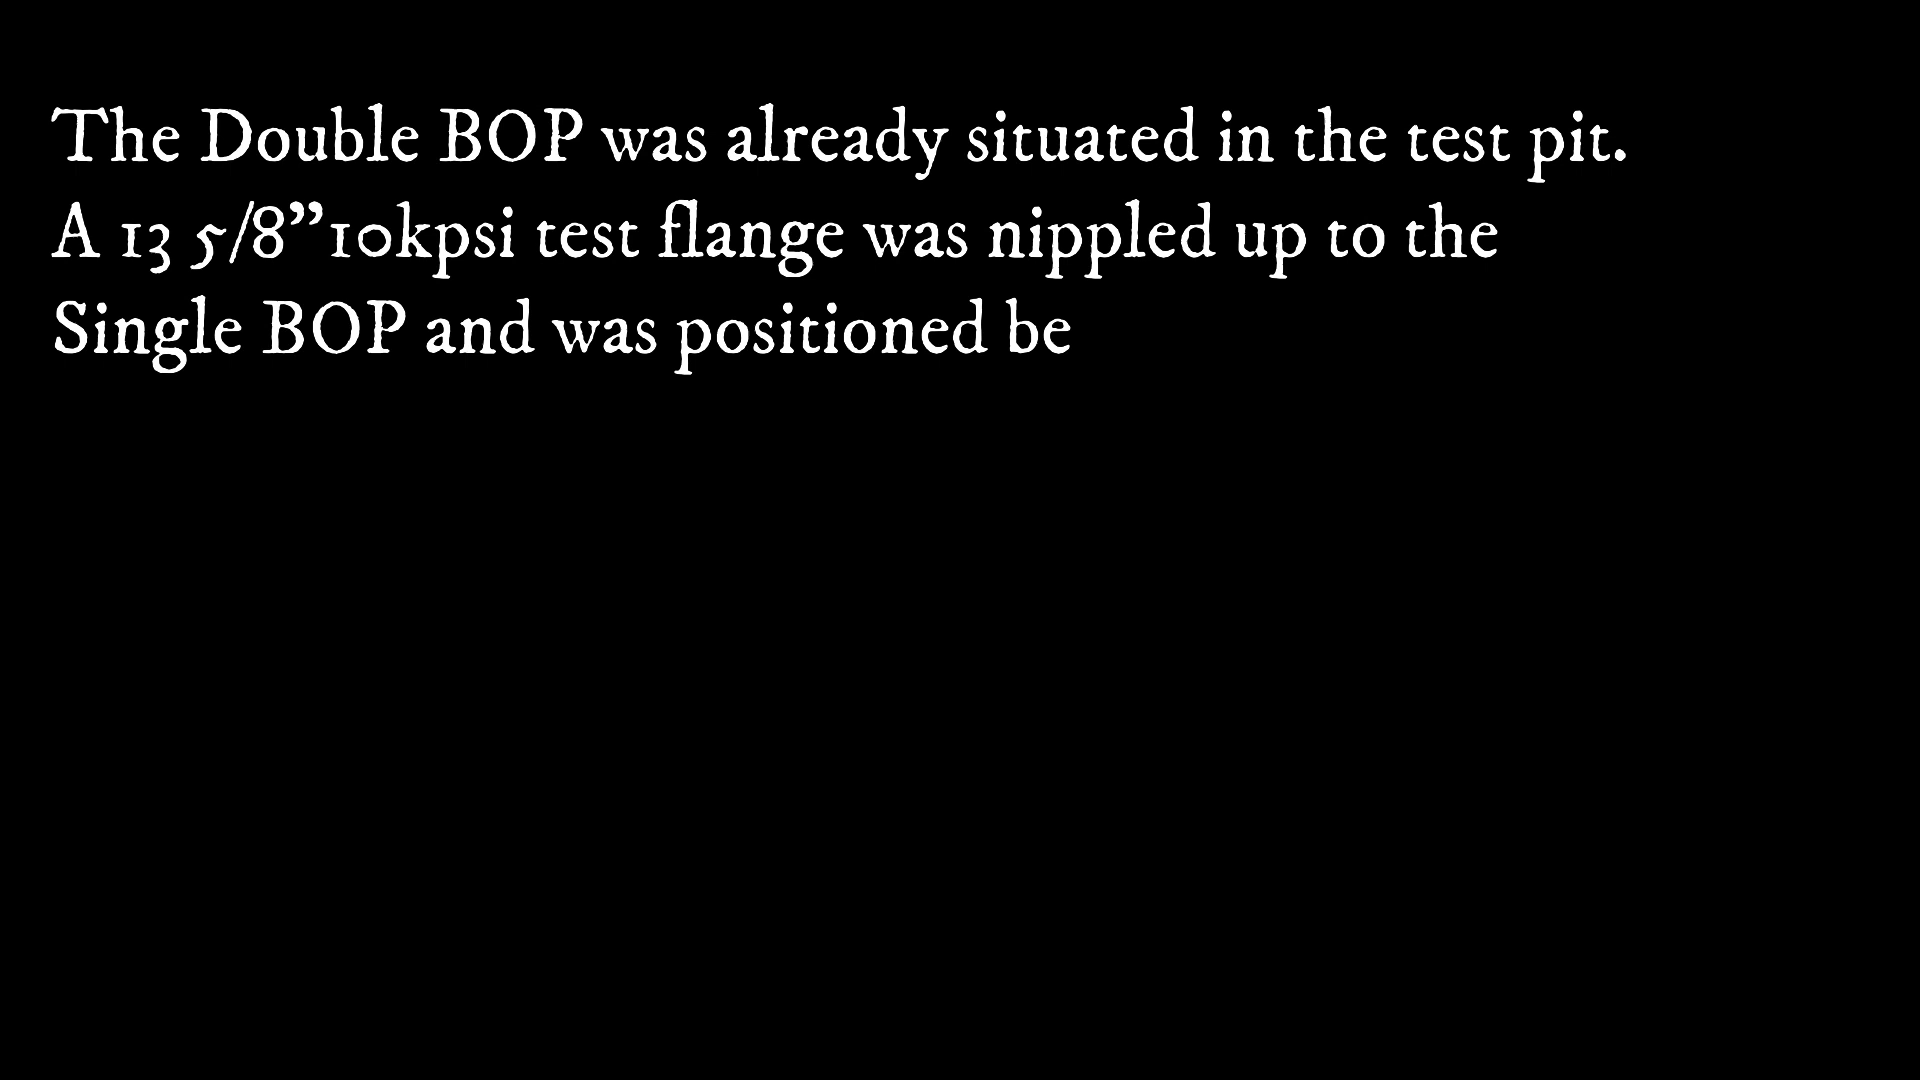 The Double BOP was already situated in the test pit.
A 13 5/8”10kpsi test flange was nippled up to the
Single BOP and was positioned be